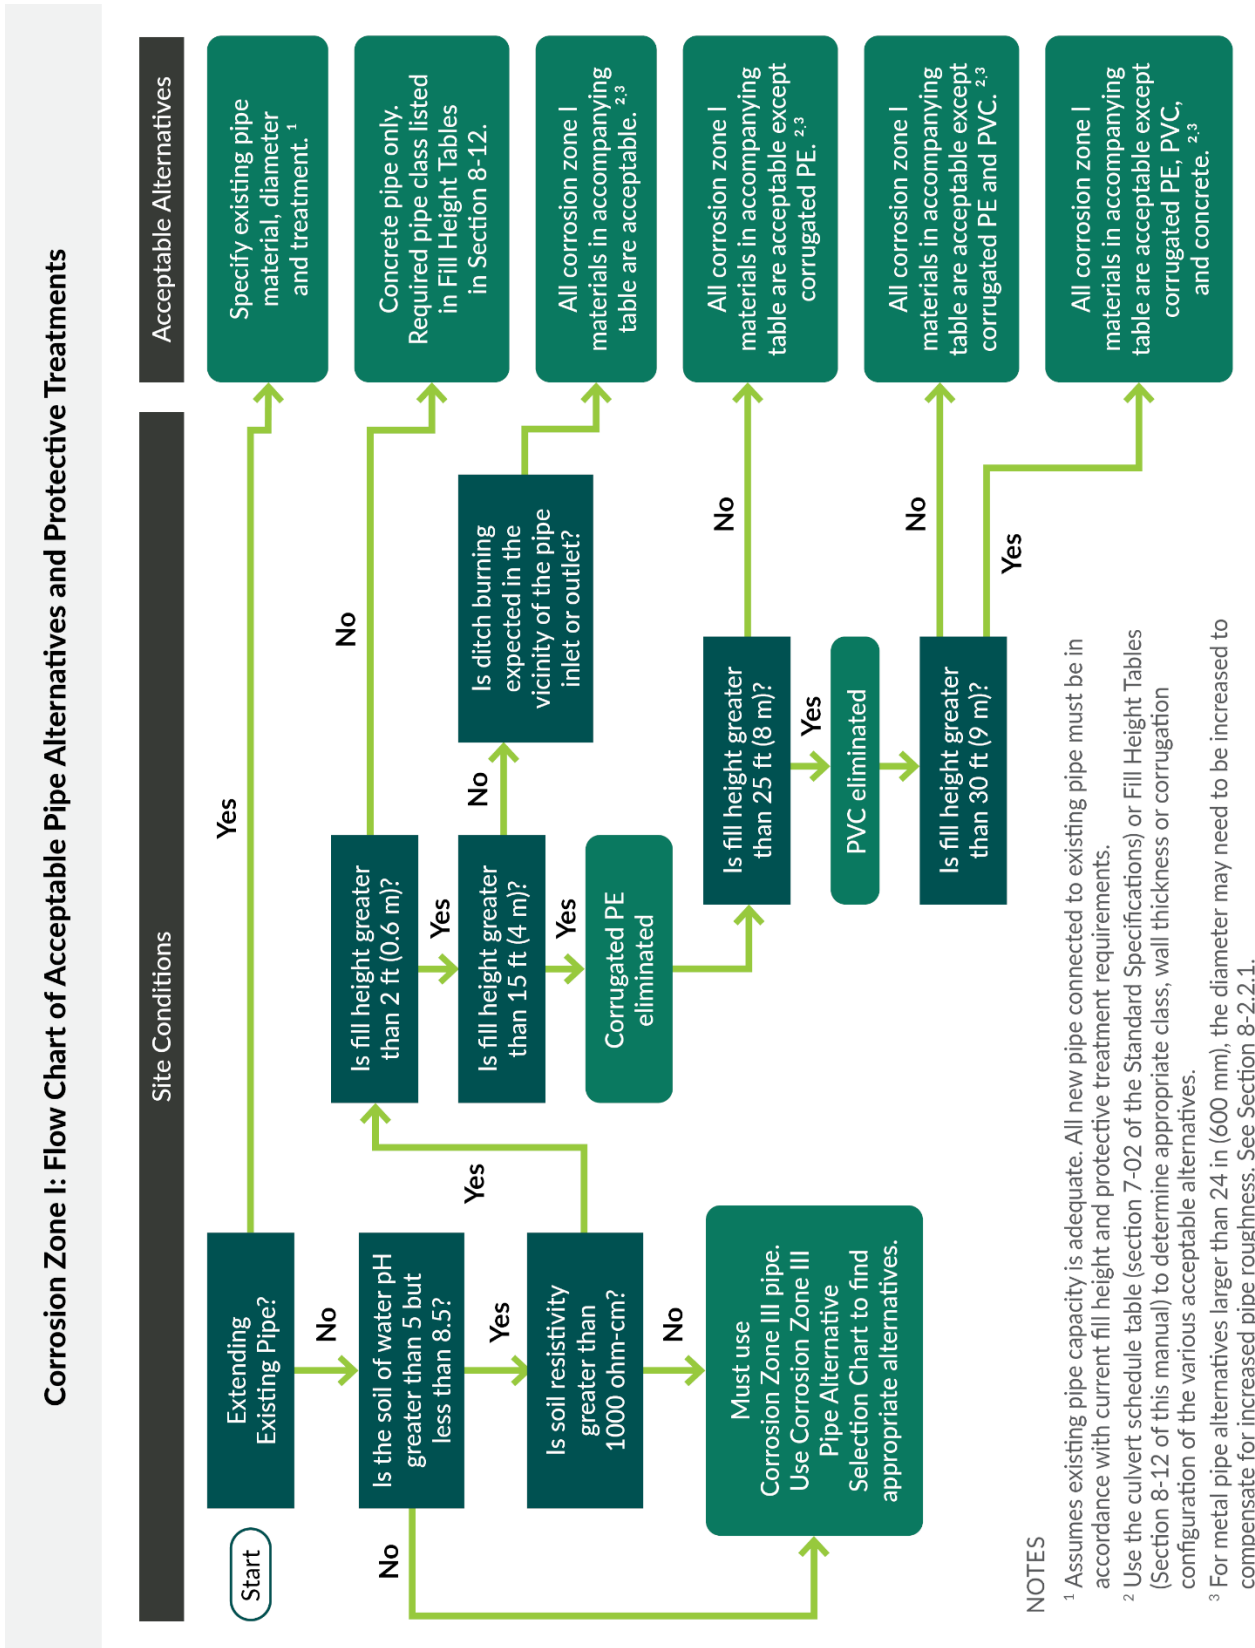 Corrosion Zone I: Flow Chart of Acceptable Pipe Alternatives and Protective Treatments
Site Conditions
Acceptable Alternatives
Start
Extending
Existing Pipe?
Yes
Specify existing pipe
material, diameter
and treatment. 1
No
Is the soil of water pH
greater than 5 but
less than 8.5?
No
Yes
Is soil resistivity
greater than
1000 ohm-cm?
Yes
No
Must use
Corrosion Zone III pipe.
Use Corrosion Zone III
Pipe Alternative
Selection Chart to find
appropriate alternatives.
Is fill height greater
than 2 ft (0.6 m)?
No
Concrete pipe only.
Required pipe class listed
in Fill Height Tables
in Section 8-12.
Yes
Is fill height greater
than 15 ft (4 m)?
No
Is ditch burning
expected in the
vicinity of the pipe
inlet or outlet?
All corrosion zone I
materials in accompanying
table are acceptable. 2,3
Yes
Corrugated PE
eliminated
Is fill height greater
than 25 ft (8 m)?
No
All corrosion zone I
materials in accompanying
table are acceptable except
corrugated PE. 2,3
Yes
PVC eliminated
Is fill height greater
than 30 ft (9 m)?
No
All corrosion zone I
materials in accompanying
table are acceptable except
corrugated PE and PVC. 2,3
Yes
All corrosion zone I
materials in accompanying
table are acceptable except
corrugated PE, PVC,
and concrete. 2,3
NOTES
1 Assumes existing pipe capacity is adequate. All new pipe connected to existing pipe must be in
accordance with current fill height and protective treatment requirements.
2 Use the culvert schedule table (section 7-02 of the Standard Specifications) or Fill Height Tables
(Section 8-12 of this manual) to determine appropriate class, wall thickness or corrugation
configuration of the various acceptable alternatives.
3 For metal pipe alternatives larger than 24 in (600 mm), the diameter may need to be increased to
compensate for increased pipe roughness. See Section 8-2.2.1.